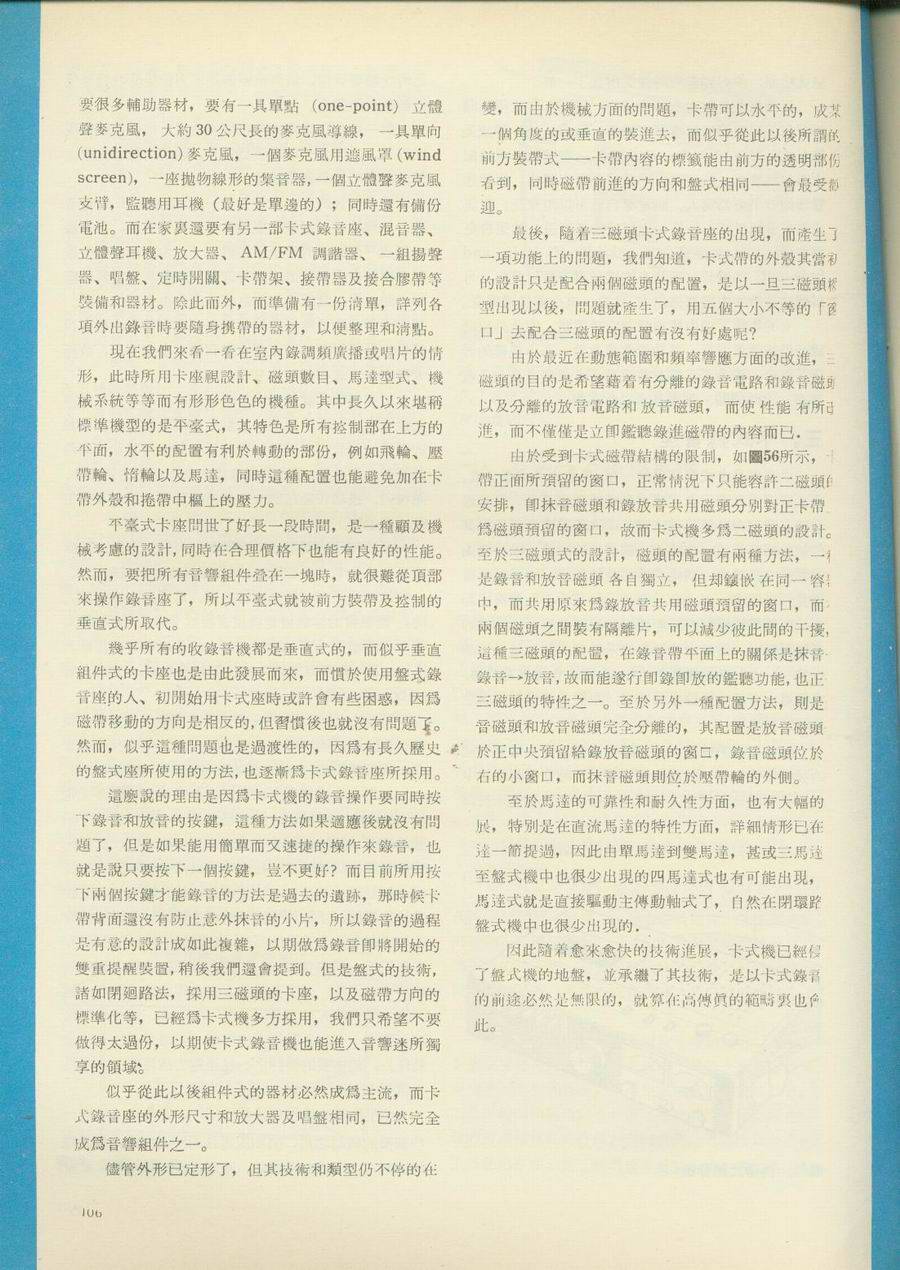 要很多輔助器材，要有一具單點 (one-point) 立體
聲麥克風，大約30公尺長的麥克風導線，一具單向
(unidirection)麥克風，一個麥克風用遮風罩(wind
screen)，一座拋物線形的集音器，一個立體聲麥克風
支臂，監聽用耳機（最好是單邊的）；同時還有備份
電池。而在家裏還要有另一部卡式錄音座、混音器、
立體聲耳機、放大器、 AM/FM 調諧器、一組揚聲
器、唱盤、定時開關、卡帶架、接帶器及接合膠帶等
裝備和器材。除此而外，而準備有一份清單，詳列各
項外出錄音時要隨身携帶的器材，以便整理和清點。
現在我們來看一看在室內錄調頻廣播或唱片的情
形，此時所用卡座視設計、磁頭數目、馬達型式、機
械系統等等而有形形色色的機種。其中長久以來堪稱
標準機型的是平臺式，其特色是所有控制部在上方的
平面，水平的配置有利於轉動的部份，例如飛輪、壓
帶輪、惰輪以及馬達，同時這種配置也能避免加在卡
帶外殼和捲帶中樞上的壓力。
平臺式卡座問世了好長一段時間，是一種顧及機
械考慮的設計，同時在合理價格下也能有良好的性能。
然而，要把所有音響組件叠在一塊時，就很難從頂部
來操作錄音座了，所以平臺式就被前方裝帶及控制的
垂直式所取代。
幾乎所有的收錄音機都是垂直式的，而似乎垂直
組件式的卡座也是由此發展而來，而慣於使用盤式錄
音座的人、初開始用卡式座時或許會有些困惑，因爲
磁帶移動的方向是相反的，但習慣後也就沒有問題了。
然而，似乎這種問題也是過渡性的，因爲有長久歷史
的盤式座所使用的方法，也逐漸爲卡式錄音座所採用。
這麽說的理由是因爲卡式機的錄音操作要同時按
下錄音和放音的按鍵，這種方法如果適應後就沒有問
題了，但是如果能用簡單而又速捷的操作來錄音，也
就是說只要按下一個按鍵，豈不更好？而目前所用按
下兩個按鍵才能錄音的方法是過去的遺跡，那時候卡
帶背面還沒有防止意外抹音的小片，所以錄音的過程
是有意的設計成如此複雜，以期做爲錄音卽將開始的
雙重提醒裝置，稍後我們還會提到。但是盤式的技術，
諸如閉廻路法，採用三磁頭的卡座，以及磁帶方向的
標準化等，已經爲卡式機多方採用，我們只希望不要
做得太過份，以期使卡式錄音機也能進入音響迷所獨
享的領域。
似乎從此以後組件式的器材必然成爲主流，而卡
式錄音座的外形尺寸和放大器及唱盤相同，已然完全
成爲音響組件之一。
儘管外形已定形了，但其技術和類型仍不停的在
變，而由於機械方面的問題，卡帶可以水平的，成某
一個角度的或垂直的裝進去，而似乎從此以後所謂的
前方裝帶式——卡帶內容的標籤能由前方的透明部份
看到，同時磁帶前進的方向和盤式相同——會最受
迎。
最後，隨着三磁頭卡式錄音座的出現，而產生了
一項功能上的問題，我們知道，卡式帶的外殼其當初
的設計只是配合兩個磁頭的配置，是以一旦三磁頭機
型出現以後，問題就產生了，用五個大小不等的「窗
口」去配合三磁頭的配置有沒有好處呢？
由於最近在動態範圍和頻率響應方面的改進，三
磁頭的目的是希望藉着有分離的錄音電路和錄音磁頭
以及分離的放音電路和放音磁頭，而使性能有所改
進，而不僅僅是立卽鑑聽錄進磁帶的內容而已．
由於受到卡式磁帶結構的限制，如圖56所示，
帶正面所預留的窗口，正常情況下只能容許二磁頭的
安排，卽抹音磁頭和錄放音共用磁頭分別對正卡帶
爲磁頭預留的窗口，故而卡式機多爲二磁頭的設計。
至於三磁頭式的設計，磁頭的配置有兩種方法，一
是錄音和放音磁頭各自獨立，但却鑲嵌在同一容
中，而共用原來爲錄放音共用磁頭預留的窗口，而
兩個磁頭之間裝有隔離片，可以減少彼此間的干擾，
這種三磁頭的配置，在錄音帶平面上的關係是抹音
錄音→放音，故而能遂行卽錄卽放的鑑聽功能，也正
三磁頭的特性之一。至於另外一種配置方法，則是
音磁頭和放音磁頭完全分離的，其配置是放音磁頭
於正中央預留給錄放音磁頭的窗口，錄音磁頭位於
右的小窗口，而抹音磁頭則位於壓帶輪的外側。
至於馬達的可靠性和耐久性方面，也有大幅的
展，特別是在直流馬達的特性方面，詳細情形已在
達一節提過，因此由單馬達到雙馬達，甚或三馬達
至盤式機中也很少出現的四馬達式也有可能出現，
馬達式就是直接驅動主傳動軸式了，自然在閉環路
盤式機中也很少出現的．
因此隨着愈來愈快的技術進展，卡式機已經侵
了盤式機的地盤，並承繼了其技術，是以卡式錄音
的前途必然是無限的，就算在高傳眞的範疇裏也會
此。
106